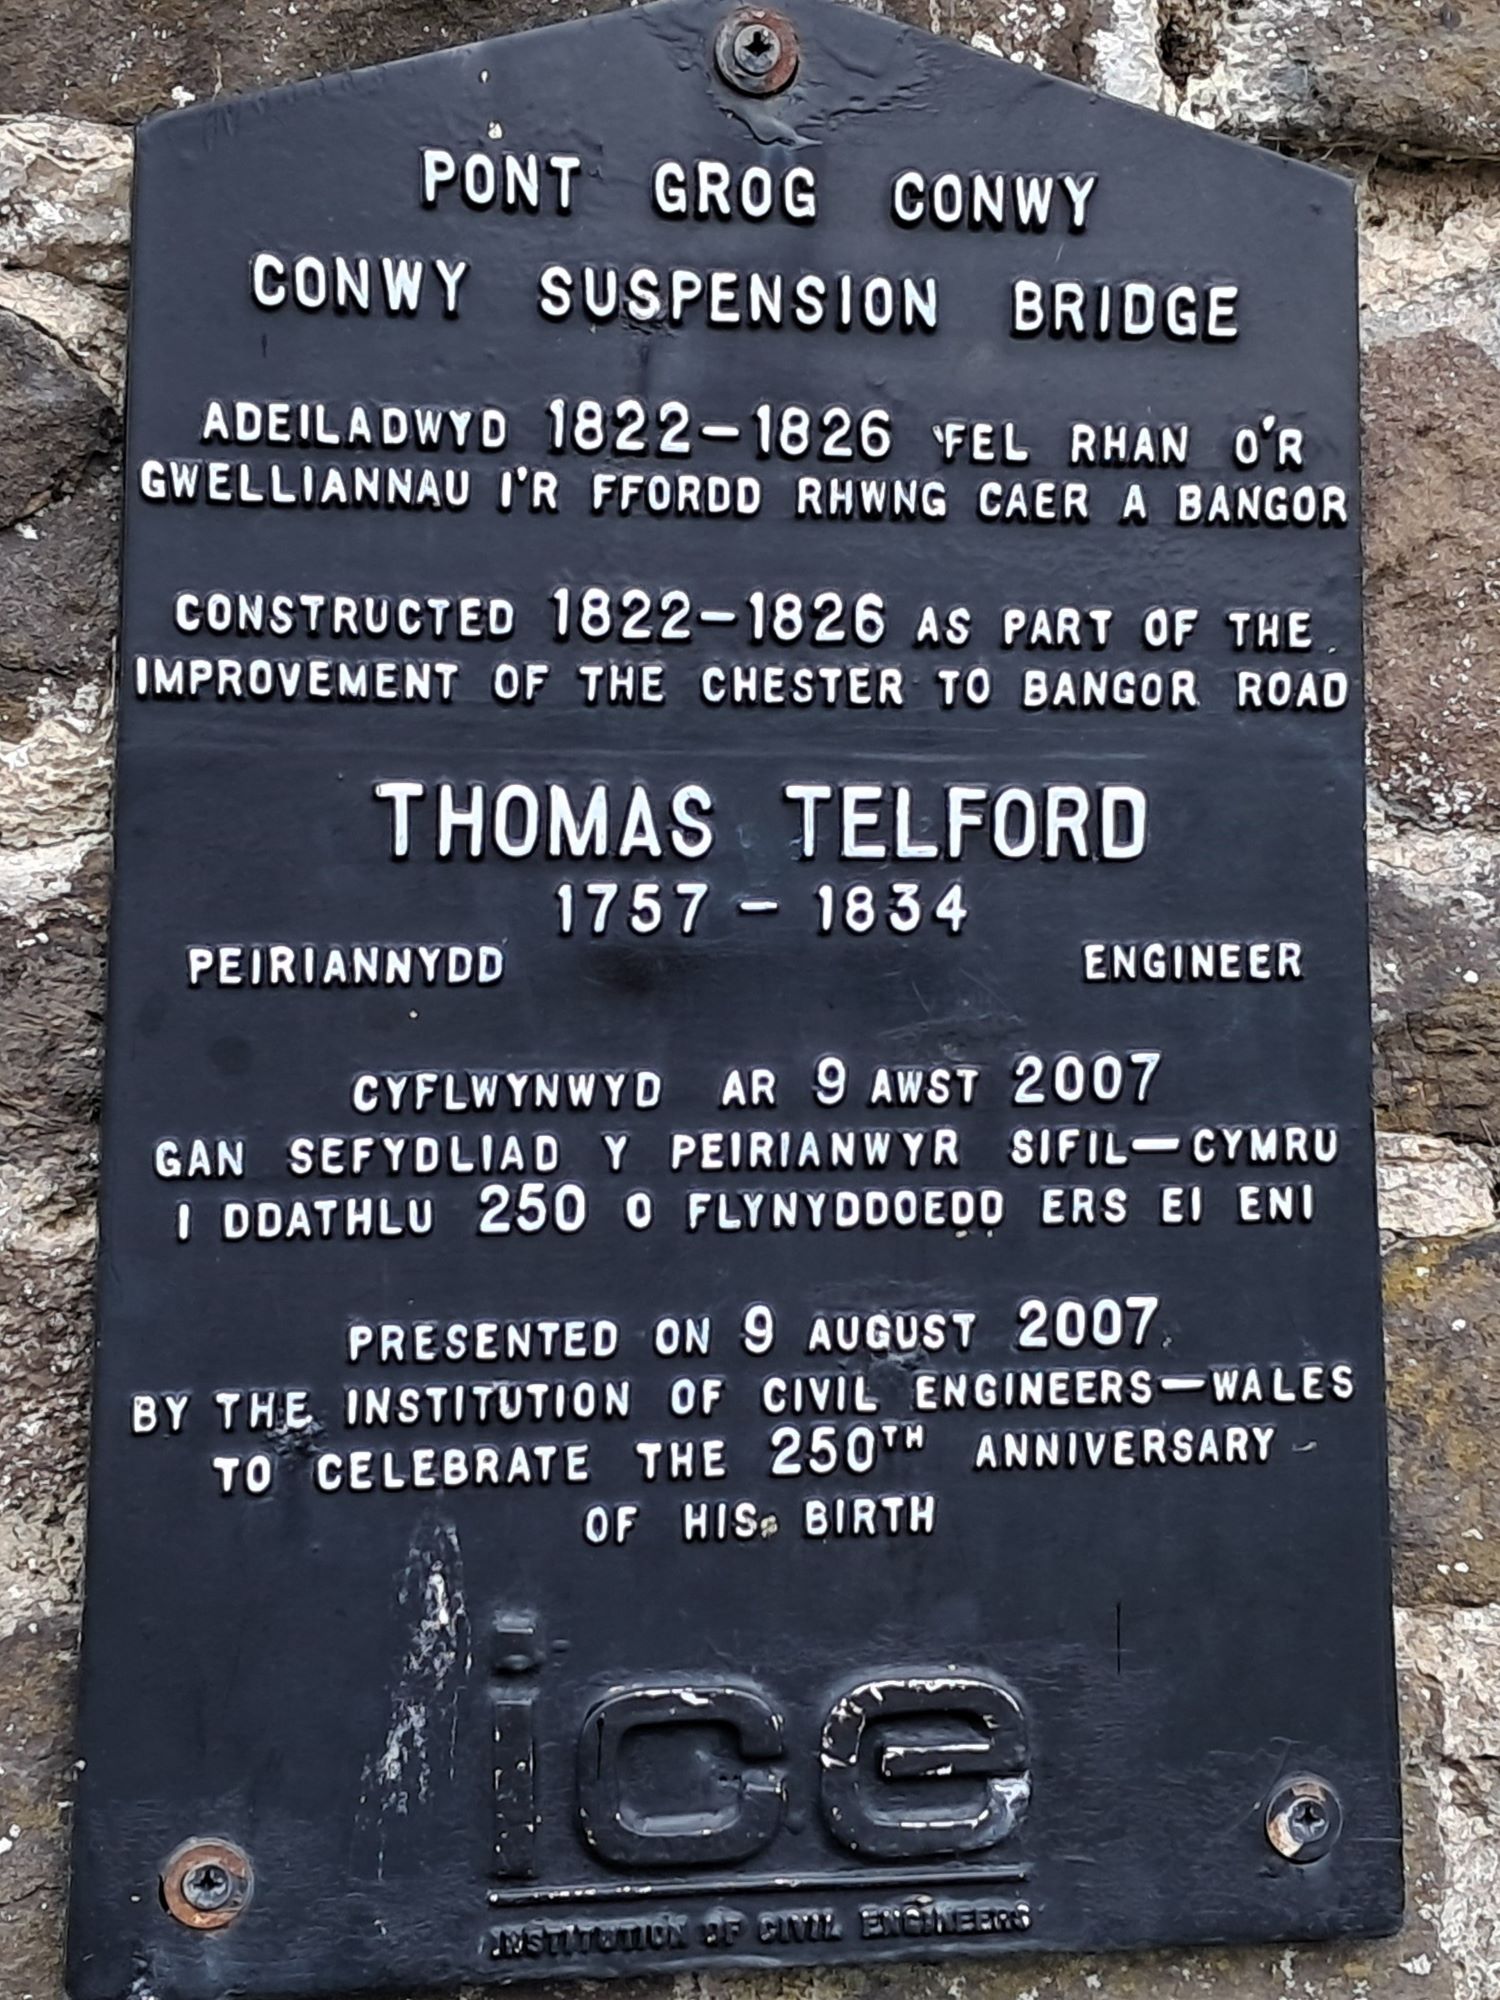 PONT GROG CONWY
CONWY SUSPENSION BRIDGE
ADEILADWYD 1822-1826 'FEL RHAN O'R
GWELLIANNAU I'R FFORDD RHWNG CAER A BANGOR
CONSTRUCTED 1822-1826 AS PART OF THE
IMPROVEMENT OF THE CHESTER TO BANGOR ROAD
THOMAS TELFORD
1757 - 1834
PEIRIANNYDD ENGINEER
CYFLWYNWYD AR 9 AWST 2007
GAN SEFYDLIAD Y PEIRIANWYR SIFIL-CYMRU
I DDATHLU 250 O FLYNYDDOEDD ERS EI ENI
PRESENTED ON 9 AUGUST 2007
BY THE INSTITUTION OF CIVIL ENGINEERS-WALES
TO CELEBRATE THE 250TH ANNIVERSARY
OF HIS BIRTH
ice
INSTITUTION OF CIVIL ENGINEERS